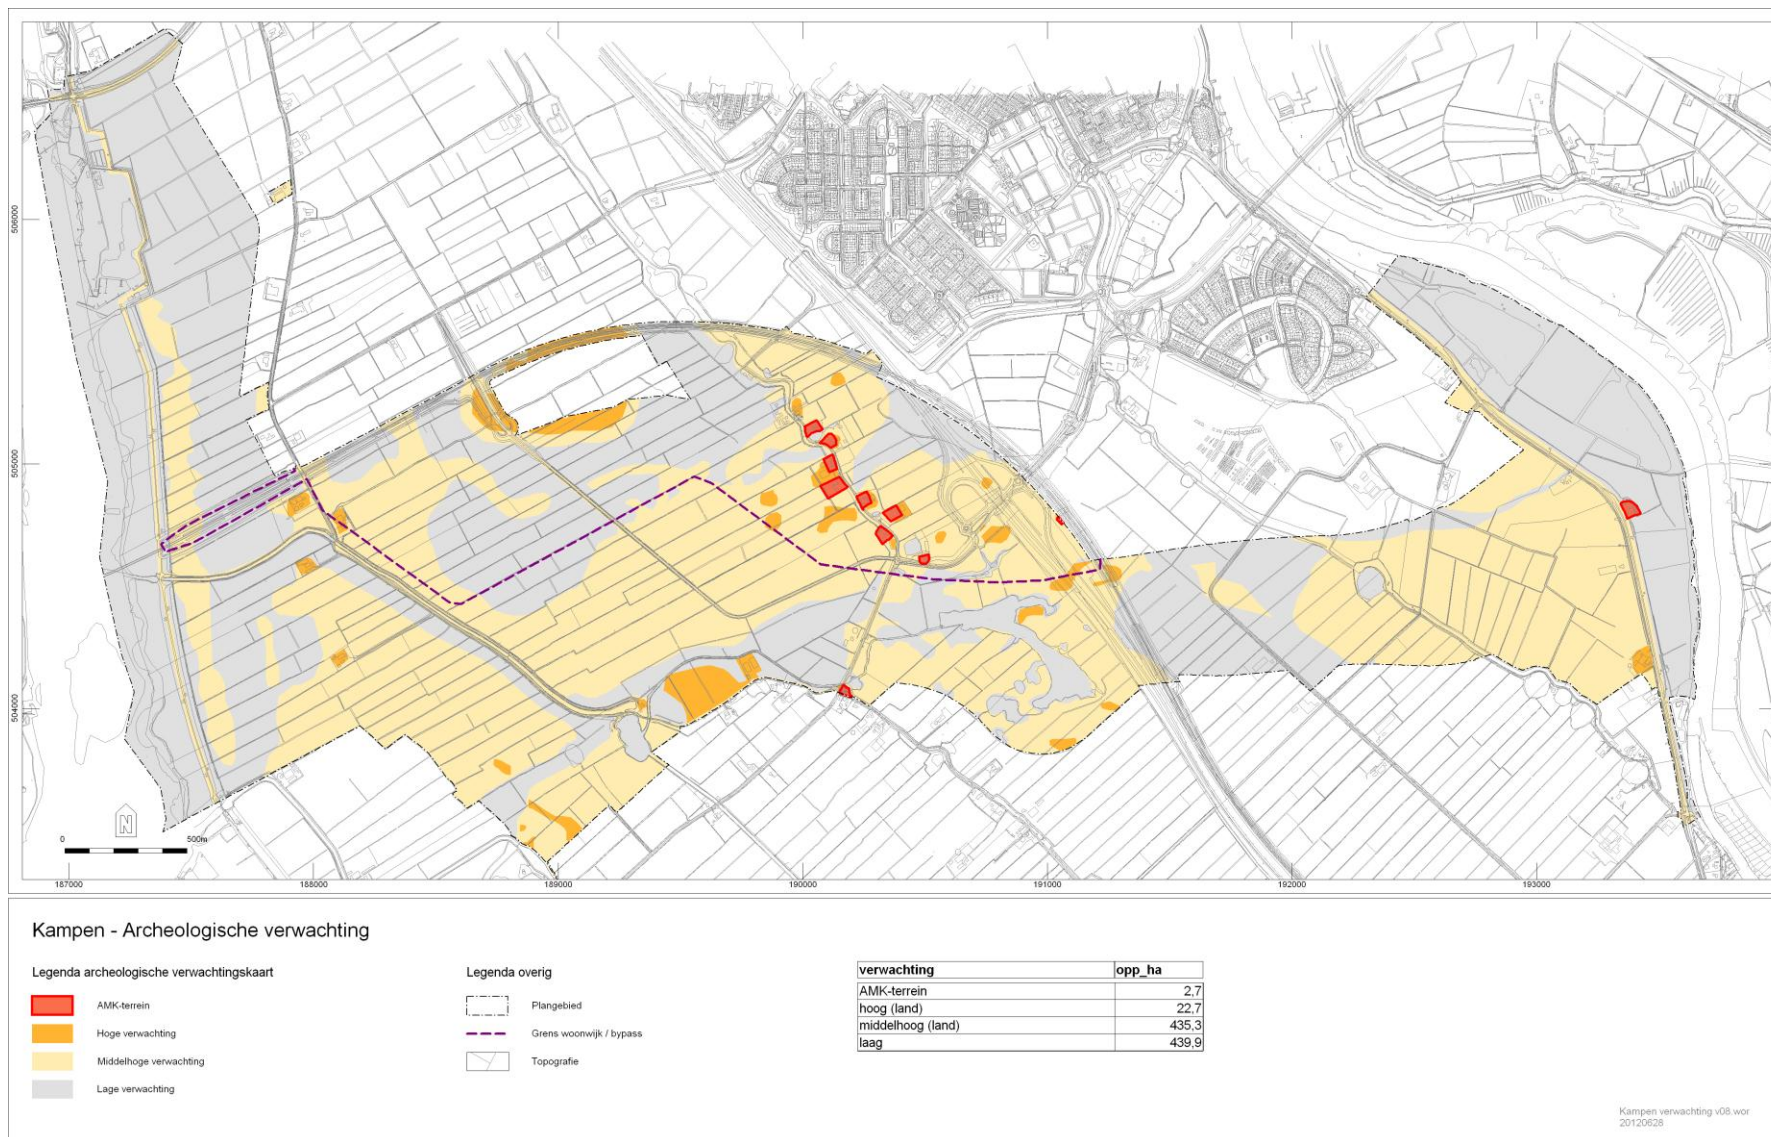 506000
505000
504000
0
500m
N
187000
188000
189000
190000
191000
192000
193000
Kampen - Archeologische verwachting
Legenda archeologische verwachtingskaart
AMK-terrein
Hoge verwachting
Middelhoge verwachting
Lage verwachting
Legenda overig
Plangebied
Grens woonwijk / bypass
Topografie
verwachting opp_ha
AMK-terrein 2,7
hoog (land) 22,7
middelhoog (land) 435,3
laag 439,9
Kampen verwachting v08.wor
20120628